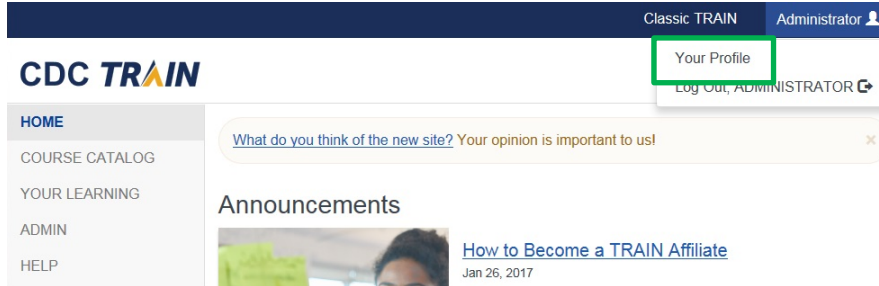 Classic TRAIN Administrator
Your Profile
Log Out, ADMINISTRATOR
CDC TRAIN
HOME
COURSE CATALOG
YOUR LEARNING
ADMIN
HELP
What do you think of the new site? Your opinion is important to us! ×
Announcements
How to Become a TRAIN Affiliate
Jan 26, 2017